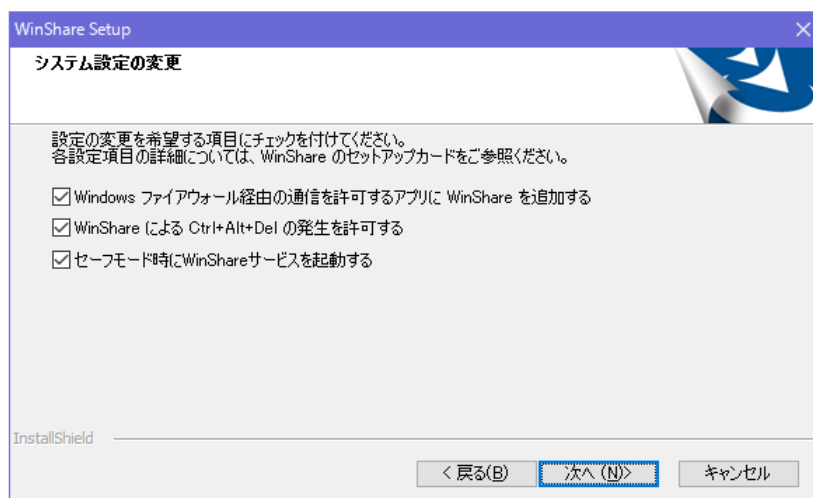 WinShare Setup
システム設定の変更
設定の変更を希望する項目にチェックを付けてください。
各設定項目の詳細については、WinShare のセットアップカードをご参照ください。
Windows ファイアウォール経由の通信を許可するアプリに WinShare を追加する
WinShare による Ctrl+Alt+Del の発生を許可する
セーフモード時にWinShareサービスを起動する
InstallShield
< 戻る(B) 次へ(N)> キャンセル